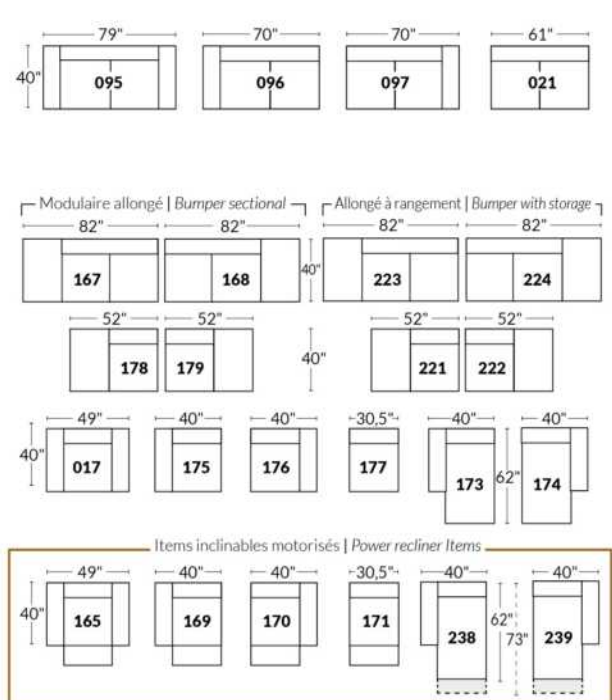 79" 70" 70" 61"
40" 095 096 097 021
Modulaire allongé | Bumper sectional Allongé à rangement | Bumper with storage
82" 82" 82" 82"
167 168 40" 223 224
52" 52" 52" 52"
178 179 40" 221 222
49" 40" 40" 30,5" 40" 40"
40" 017 175 176 177 173 62" 174
Items inclinables motorisés | Power recliner Items
49" 40" 40" 30,5" 40" 40"
40" 165 169 170 171 238 62" 73" 239